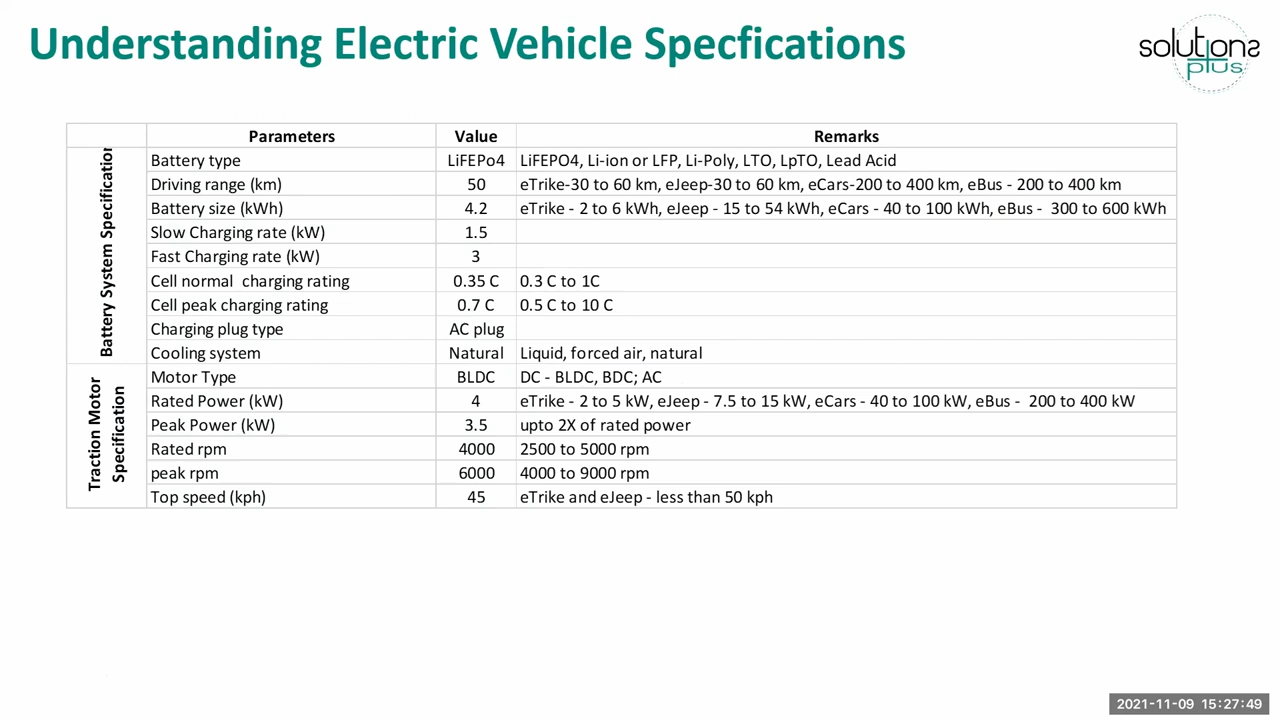 Understanding Electric Vehicle Specfications
solutions
plus
Parameters Value Remarks
Battery System Specification
Battery type LiFEPo4 LiFEPO4, Li-ion or LFP, Li-Poly, LTO, LpTO, Lead Acid
Driving range (km) 50 eTrike-30 to 60 km, eJeep-30 to 60 km, eCars-200 to 400 km, eBus - 200 to 400 km
Battery size (kWh) 4.2 eTrike - 2 to 6 kWh, eJeep - 15 to 54 kWh, eCars - 40 to 100 kWh, eBus - 300 to 600 kWh
Slow Charging rate (kW) 1.5
Fast Charging rate (kW) 3
Cell normal charging rating 0.35 C 0.3 C to 1C
Cell peak charging rating 0.7 C 0.5 C to 10 C
Charging plug type AC plug
Cooling system Natural Liquid, forced air, natural
Traction Motor
Specification
Motor Type BLDC DC - BLDC, BDC; AC
Rated Power (kW) 4 eTrike - 2 to 5 kW, eJeep - 7.5 to 15 kW, eCars - 40 to 100 kW, eBus - 200 to 400 kW
Peak Power (kW) 3.5 upto 2X of rated power
Rated rpm 4000 2500 to 5000 rpm
peak rpm 6000 4000 to 9000 rpm
Top speed (kph) 45 eTrike and eJeep - less than 50 kph
2021-11-09 15:27:49